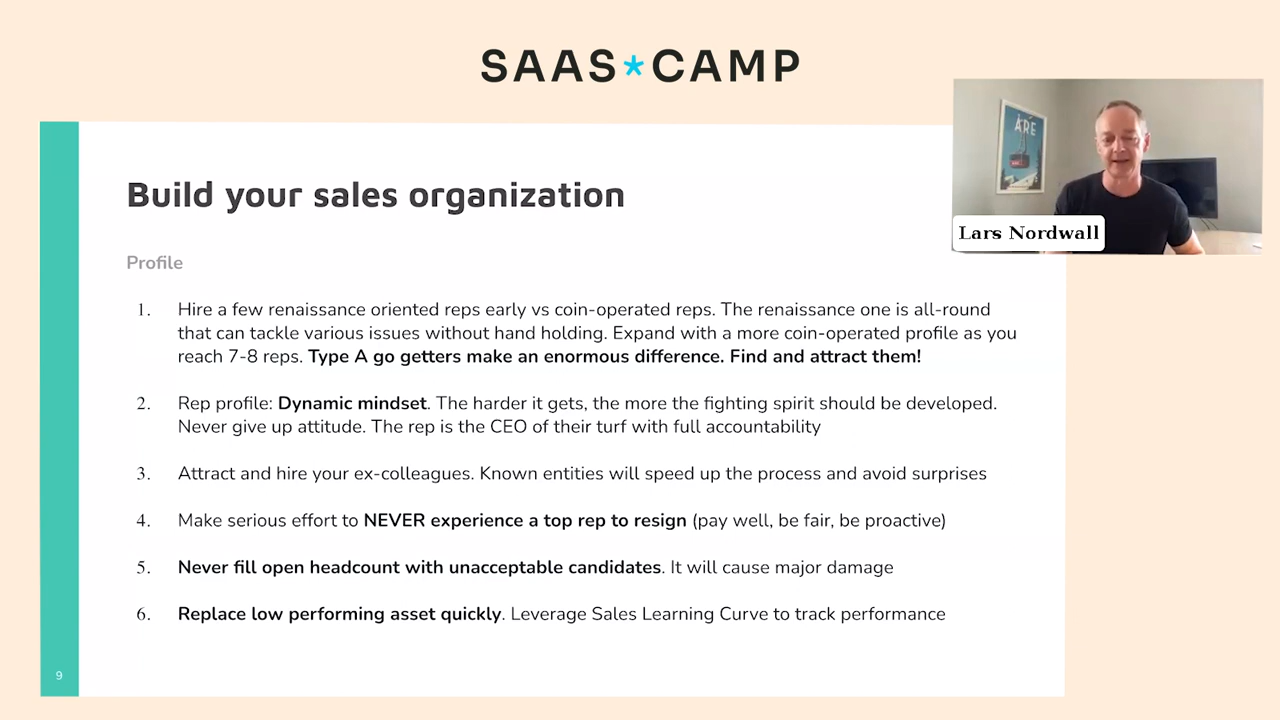 SAAS*CAMP
ÅRE
Lars Nordwall
Build your sales organization
Profile
1. Hire a few renaissance oriented reps early vs coin-operated reps. The renaissance one is all-round
that can tackle various issues without hand holding. Expand with a more coin-operated profile as you
reach 7-8 reps. Type A go getters make an enormous difference. Find and attract them!
2. Rep profile: Dynamic mindset. The harder it gets, the more the fighting spirit should be developed.
Never give up attitude. The rep is the CEO of their turf with full accountability
3. Attract and hire your ex-colleagues. Known entities will speed up the process and avoid surprises
4. Make serious effort to NEVER experience a top rep to resign (pay well, be fair, be proactive)
5. Never fill open headcount with unacceptable candidates. It will cause major damage
6. Replace low performing asset quickly. Leverage Sales Learning Curve to track performance
9